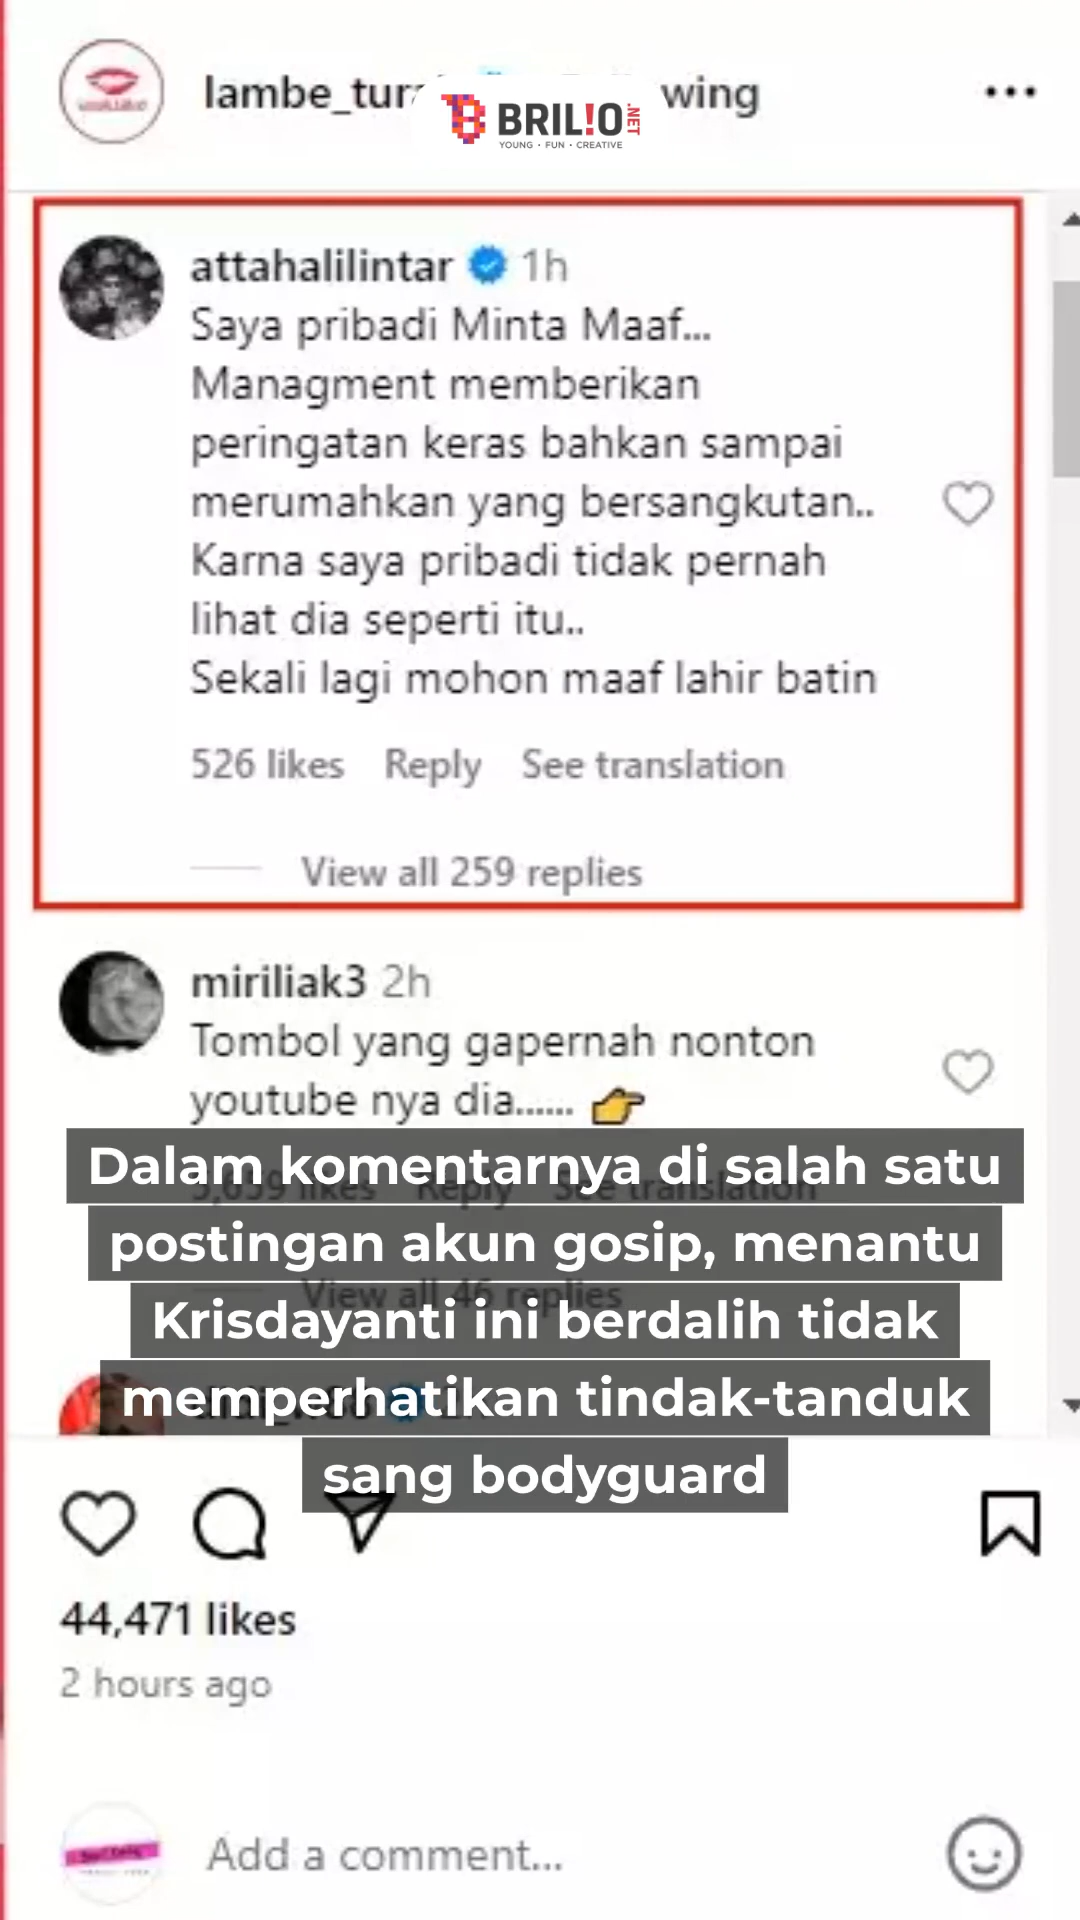 lambe_tur
wing
BRIL!O.NET
YOUNG • FUN • CREATIVE
attahalilintar 1h
Saya pribadi Minta Maaf...
Managment memberikan
peringatan keras bahkan sampai
merumahkan yang bersangkutan..
Karna saya pribadi tidak pernah
lihat dia seperti itu..
Sekali lagi mohon maaf lahir batin
526 likes Reply See translation
View all 259 replies
miriliak3 2h
Tombol yang gapernah nonton
youtube nya dia...... 👉
Reply See translation
View all 46 replies
Dalam komentarnya di salah satu
postingan akun gosip, menantu
Krisdayanti ini berdalih tidak
memperhatikan tindak-tanduk
sang bodyguard
44,471 likes
2 hours ago
Add a comment...